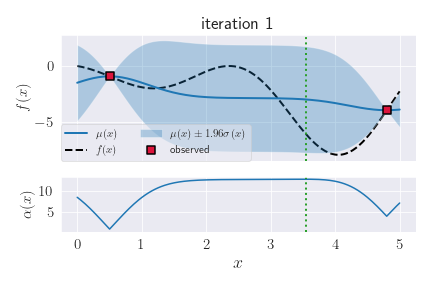 iteration 1
f(x)
0
−5
μ(x)
μ(x) ± 1.96σ(x)
f(x)
observed
α(x)
10
5
0 1 2 3 4 5
x